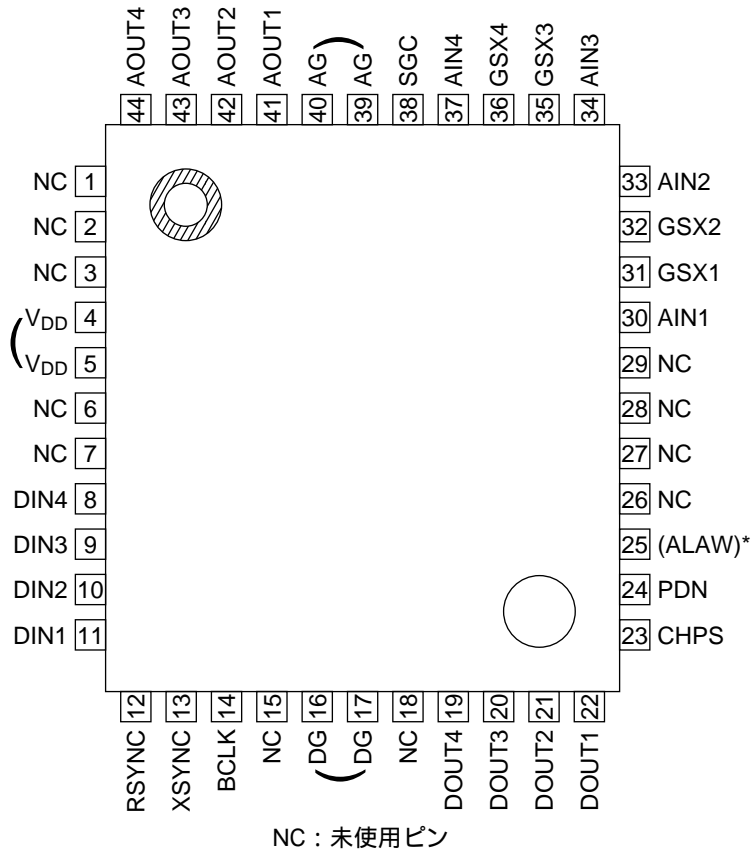 AOUT4
AOUT3
AOUT2
AOUT1
AG
AG
SGC
AIN4
GSX4
GSX3
AIN3
44
43
42
41
40
39
38
37
36
35
34
NC 1
NC 2
NC 3
VDD 4
VDD 5
NC 6
NC 7
DIN4 8
DIN3 9
DIN2 10
DIN1 11
33 AIN2
32 GSX2
31 GSX1
30 AIN1
29 NC
28 NC
27 NC
26 NC
25 (ALAW)*
24 PDN
23 CHPS
12
13
14
15
16
17
18
19
20
21
22
RSYNC
XSYNC
BCLK
NC
DG
DG
NC
DOUT4
DOUT3
DOUT2
DOUT1
NC : 未使用ピン